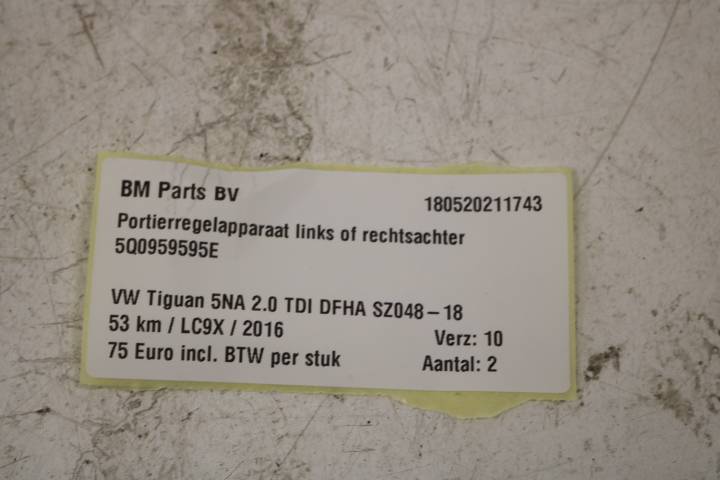 BM Parts BV 180520211743
Portierregelapparaat links of rechtsachter
5Q0959595E
VW Tiguan 5NA 2.0 TDI DFHA SZ048-18
53 km / LC9X / 2016 Verz: 10
75 Euro incl. BTW per stuk Aantal: 2